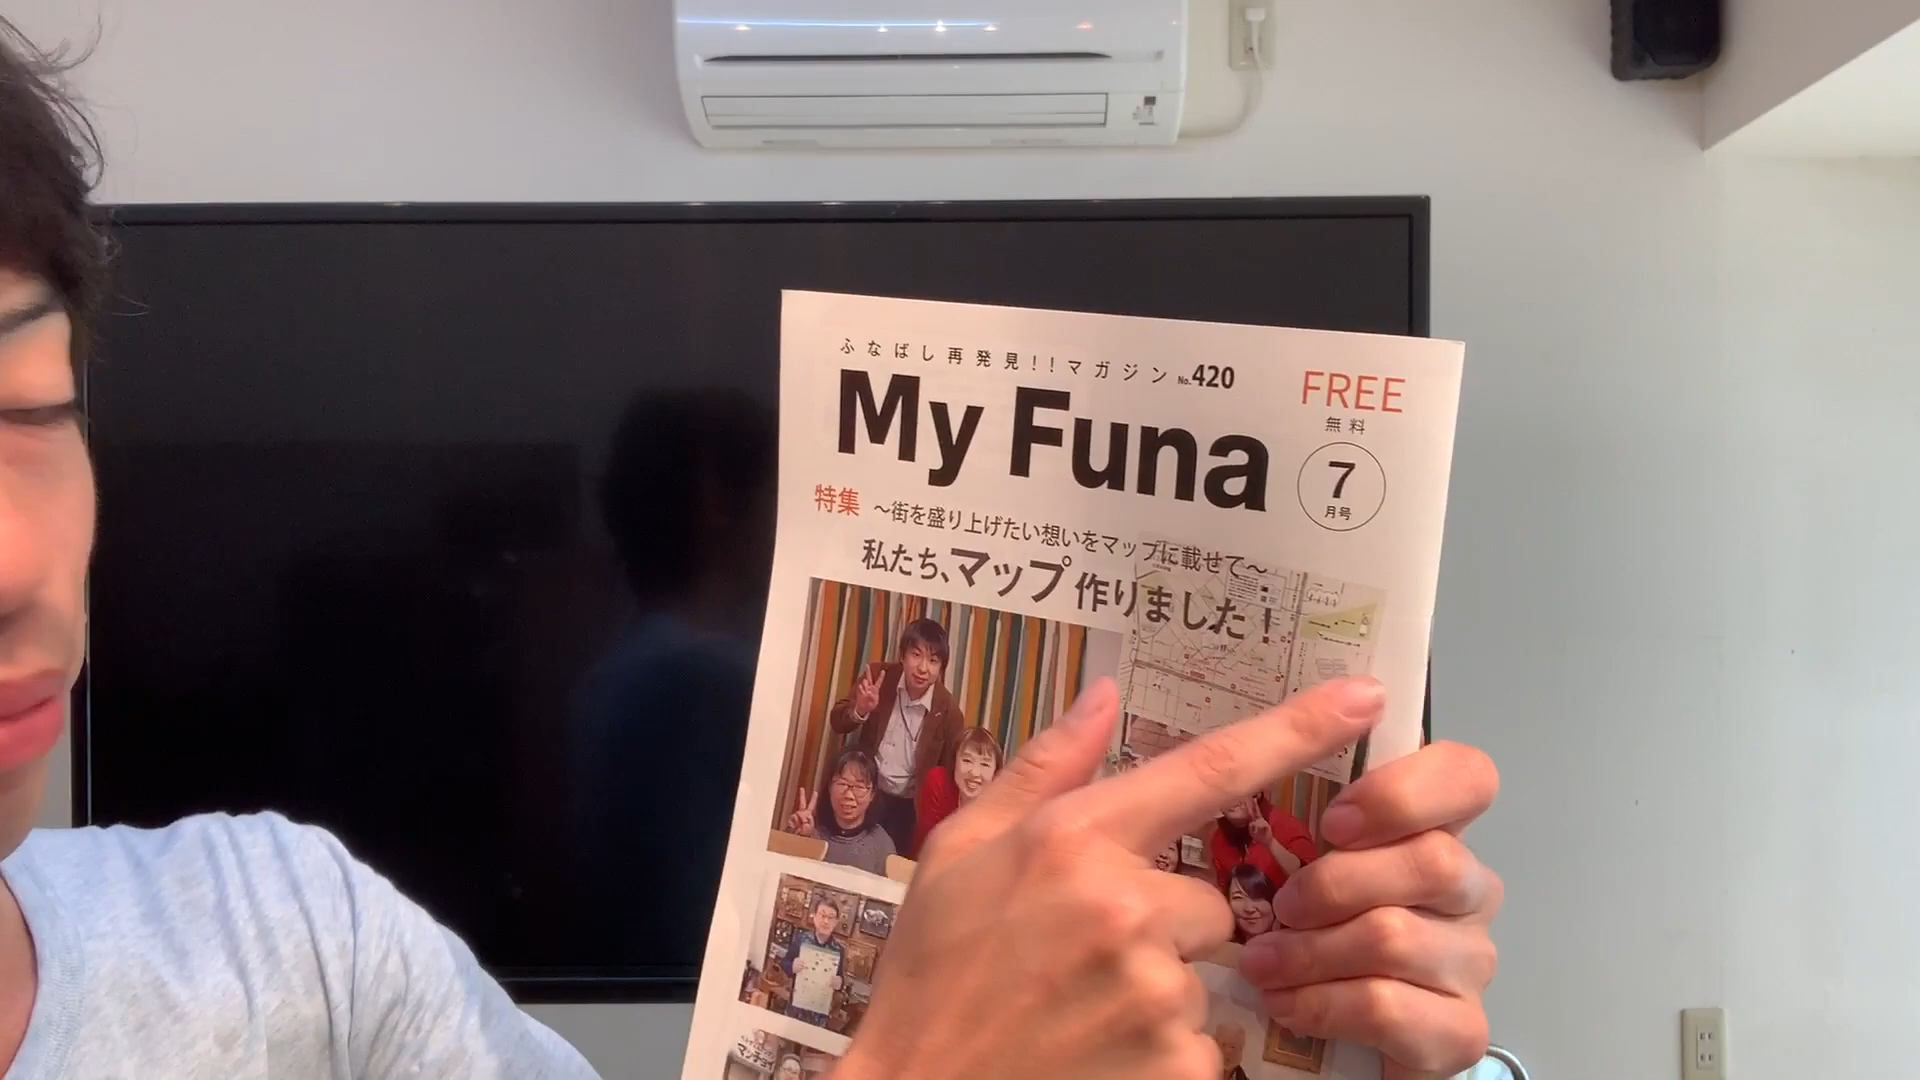 ふなばし再発見!!マガジン No.420
My Funa
FREE
無料
7
月号
特集 〜街を盛り上げたい想いをマップに載せて〜
私たち、マップ作りました!